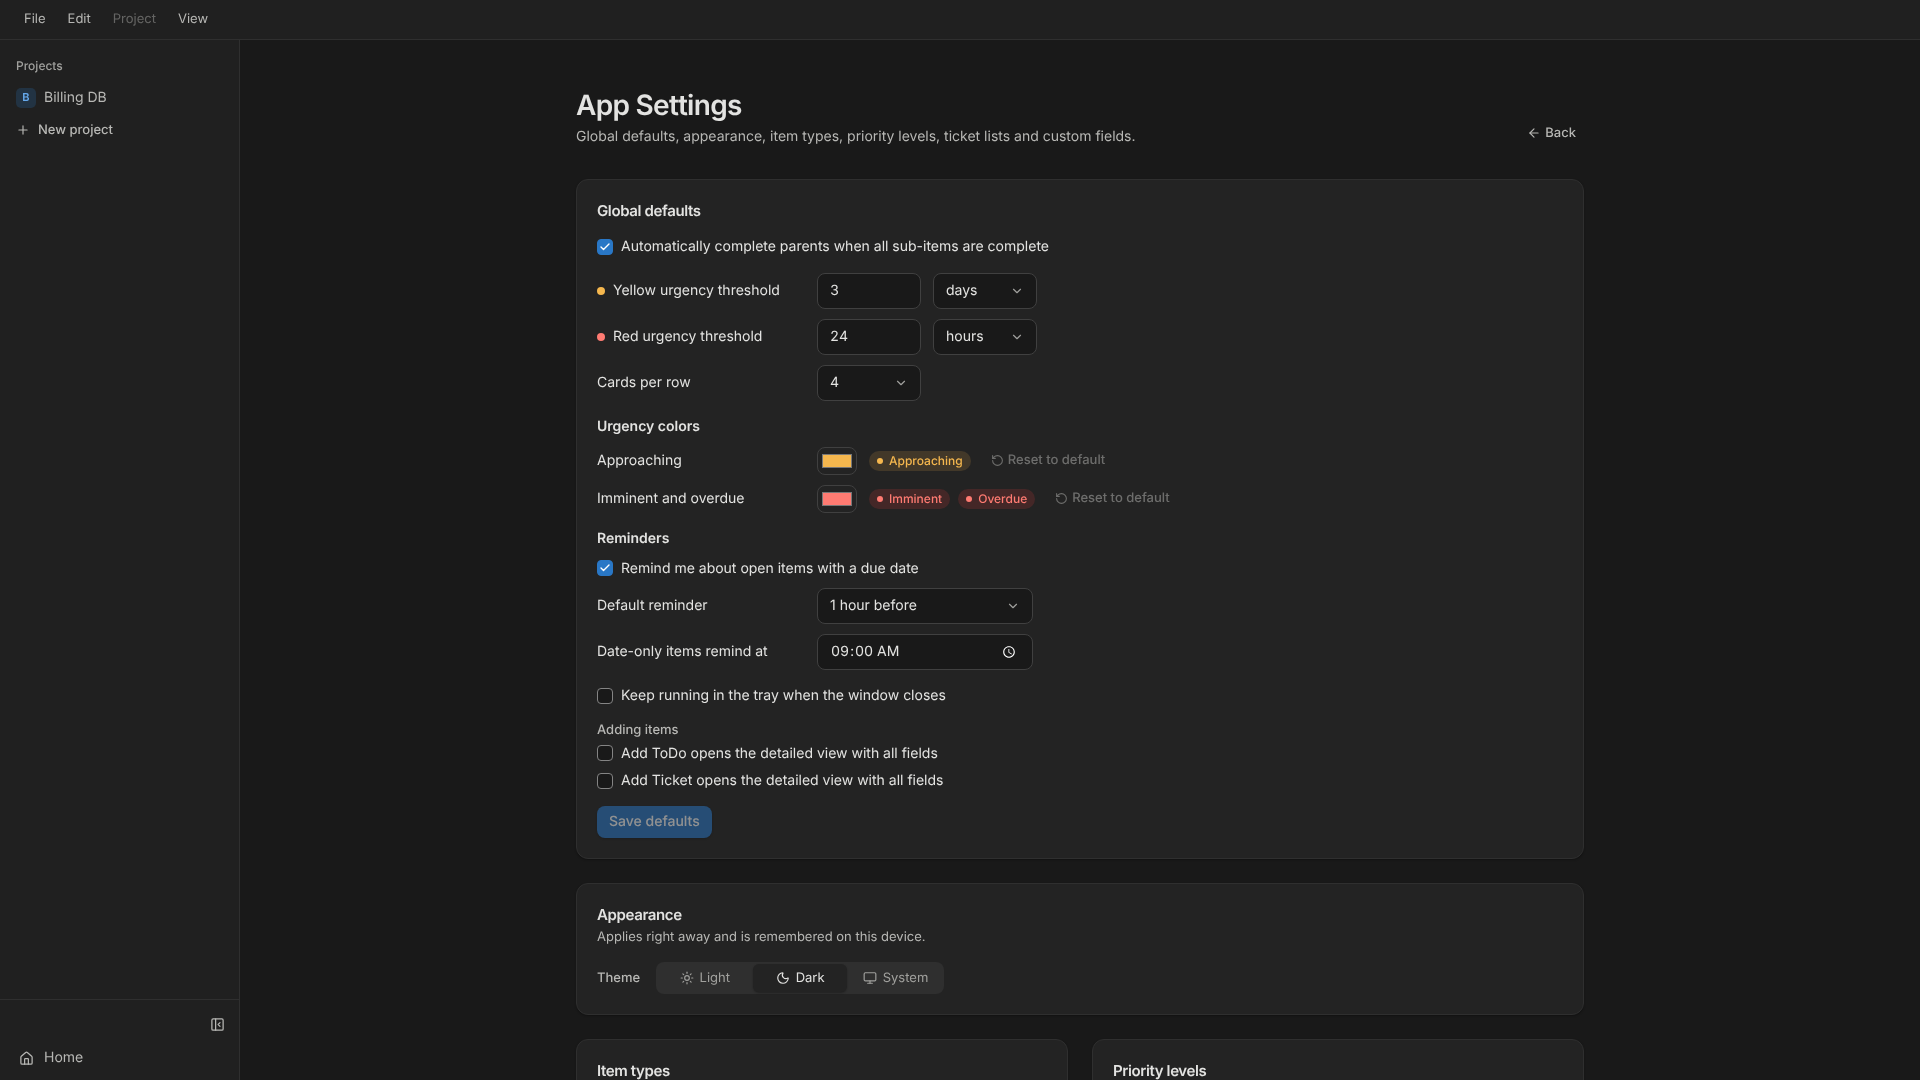 File Edit Project View
Projects
B Billing DB
New project
App Settings
Global defaults, appearance, item types, priority levels, ticket lists and custom fields.
Back
Global defaults
Automatically complete parents when all sub-items are complete
Yellow urgency threshold 3 days
Red urgency threshold 24 hours
Cards per row 4
Urgency colors
Approaching Approaching Reset to default
Imminent and overdue Imminent Overdue Reset to default
Reminders
Remind me about open items with a due date
Default reminder 1 hour before
Date-only items remind at 09:00 AM
Keep running in the tray when the window closes
Adding items
Add ToDo opens the detailed view with all fields
Add Ticket opens the detailed view with all fields
Save defaults
Appearance
Applies right away and is remembered on this device.
Theme Light Dark System
Home
Item types Priority levels